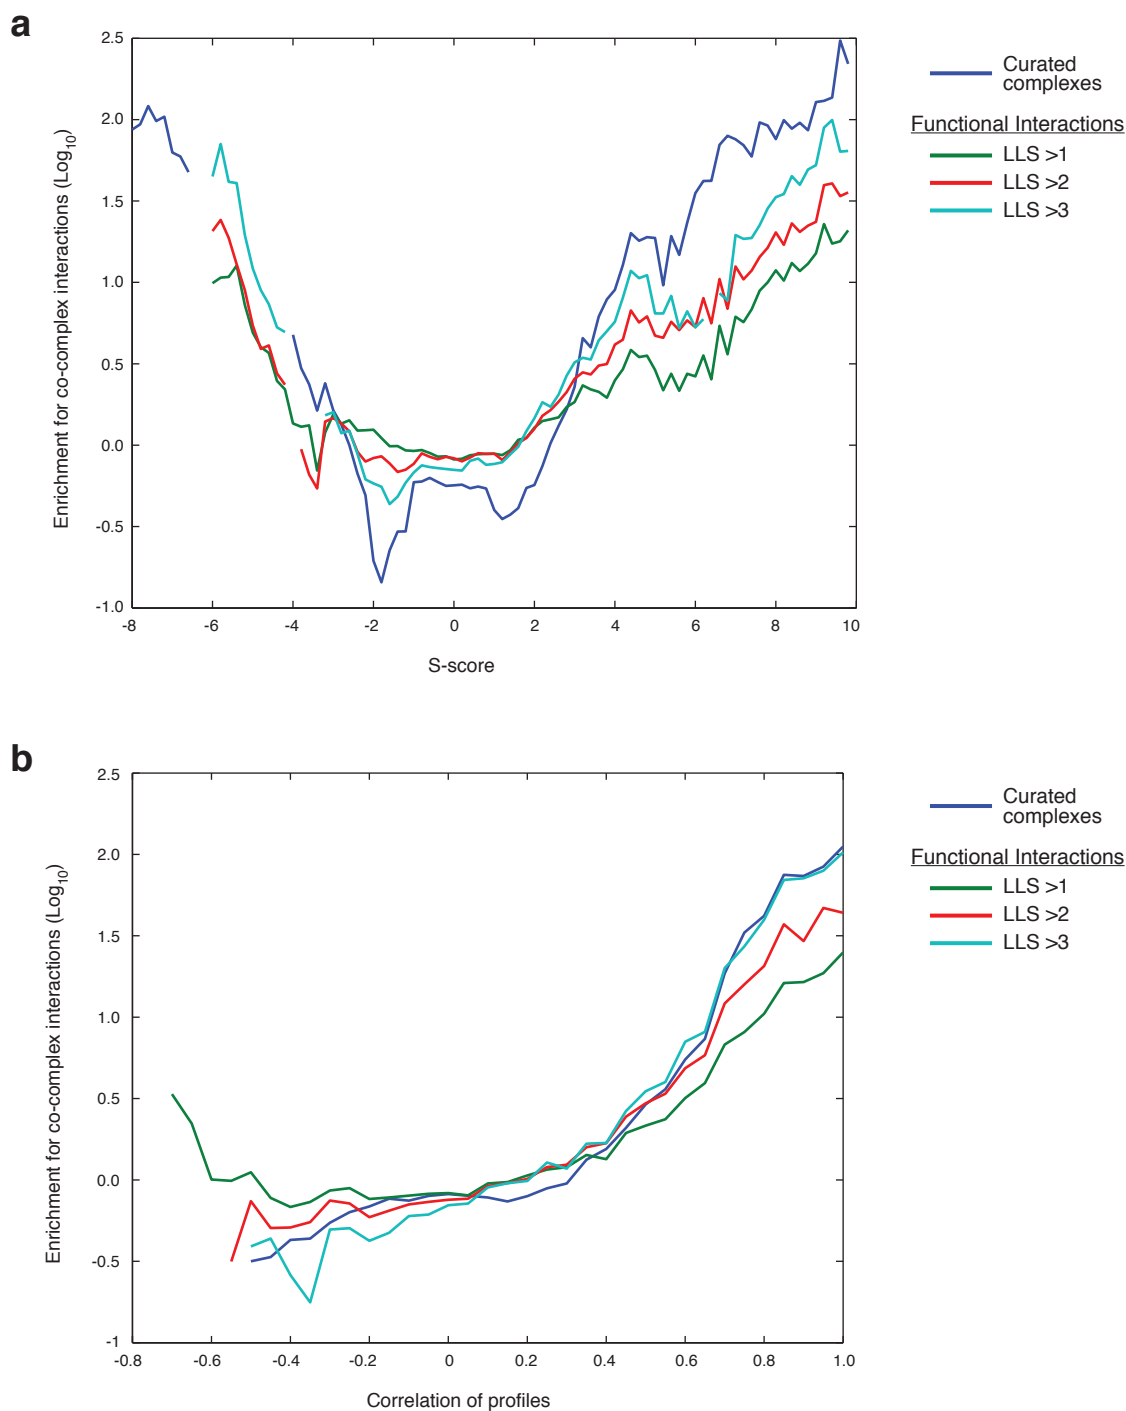 a
2.5
2.0
1.5
1.0
0.5
0.0
-0.5
-1.0
-8 -6 -4 -2 0 2 4 6 8 10
S-score
Enrichment for co-complex interactions (Log10)
Curated
complexes
Functional Interactions
LLS >1
LLS >2
LLS >3
b
2.5
2.0
1.5
1.0
0.5
0.0
-0.5
-1
-0.8 -0.6 -0.4 -0.2 0 0.2 0.4 0.6 0.8 1.0
Correlation of profiles
Enrichment for co-complex interactions (Log10)
Curated
complexes
Functional Interactions
LLS >1
LLS >2
LLS >3